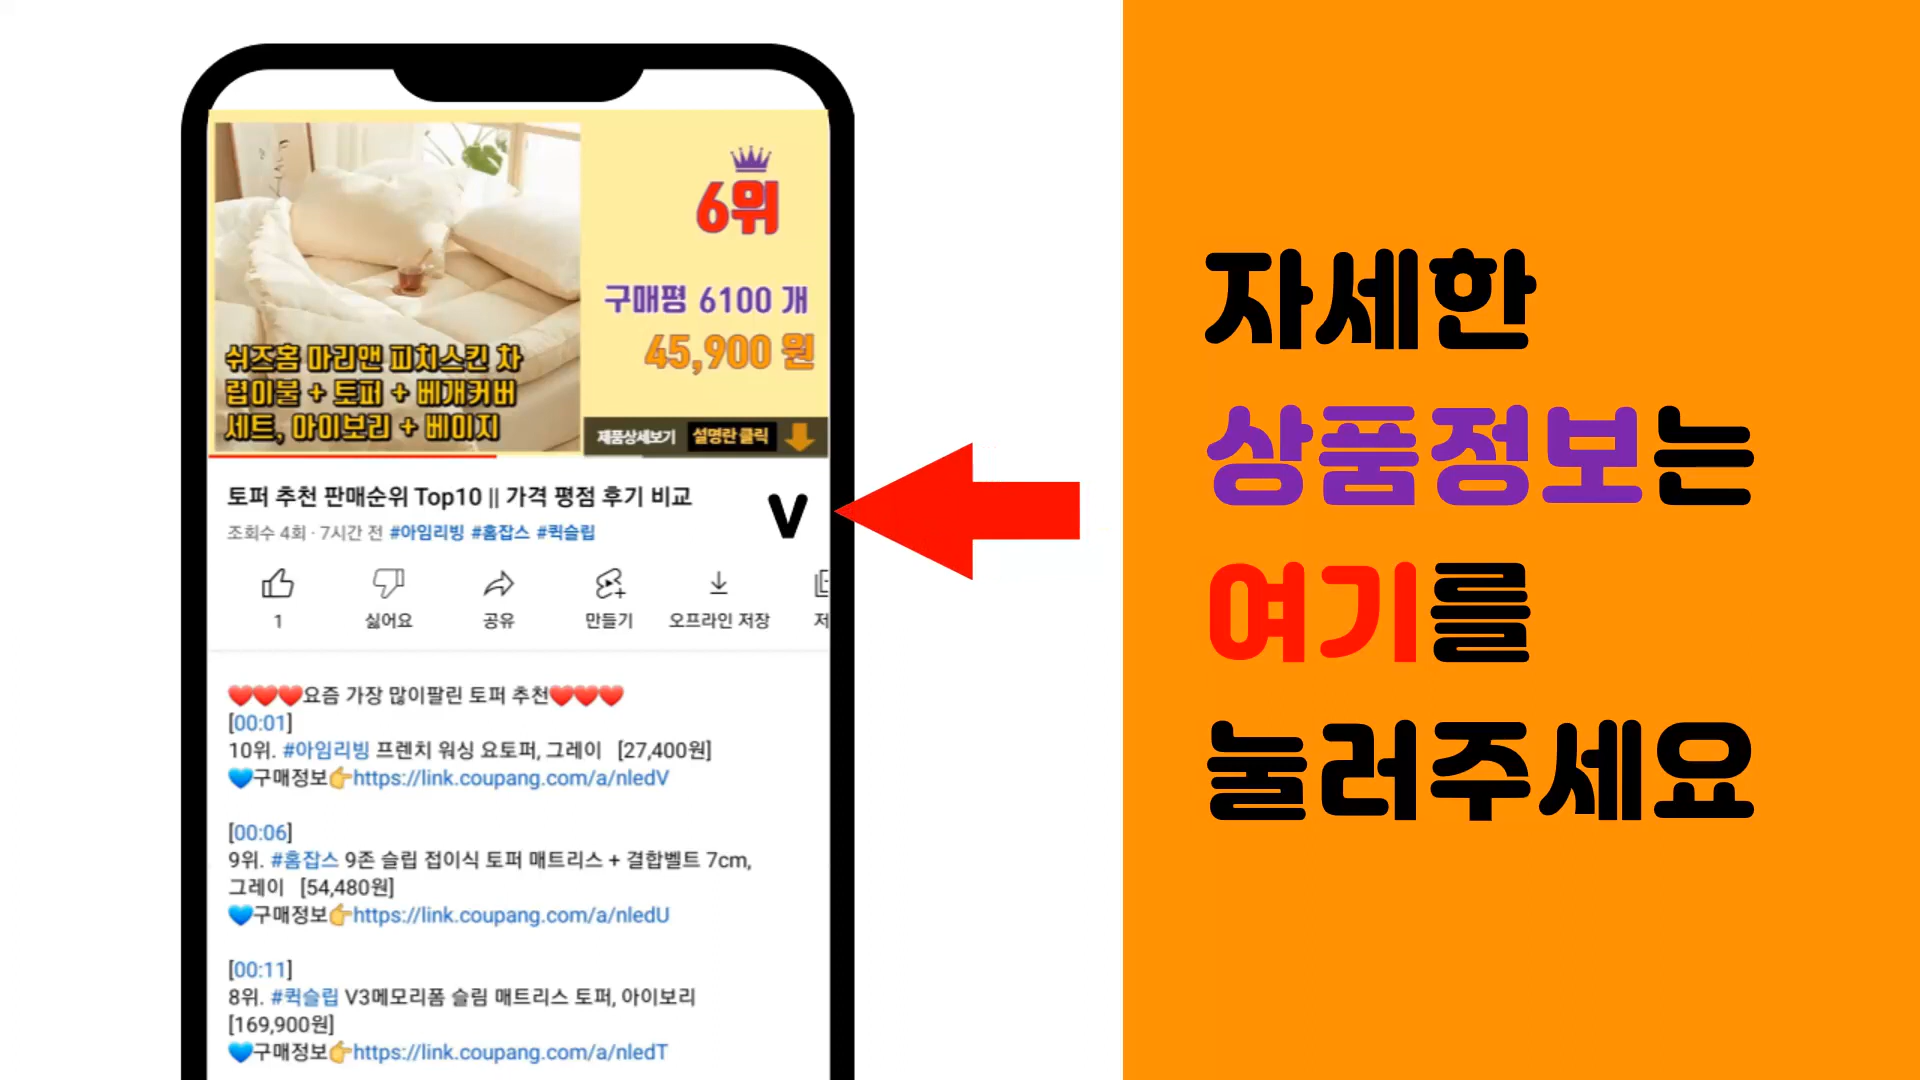 6위
구매평 6100 개
45,900 원
쉬즈홈 마리앤 피치스킨 차
렵이불 + 토퍼 + 베개커버
세트, 아이보리 + 베이지
제품상세보기 설명란 클릭
토퍼 추천 판매순위 Top10 || 가격 평점 후기 비교
V
조회수 4회 · 7시간 전 #아임리빙 #홈잡스 #퀵슬립
1 싫어요 공유 만들기 오프라인 저장 저
❤️❤️❤️요즘 가장 많이팔린 토퍼 추천❤️❤️❤️
[00:01]
10위. #아임리빙 프렌치 워싱 요토퍼, 그레이 [27,400원]
💙구매정보👉https://link.coupang.com/a/nledV
[00:06]
9위. #홈잡스 9존 슬립 접이식 토퍼 매트리스 + 결합벨트 7cm,
그레이 [54,480원]
💙구매정보👉https://link.coupang.com/a/nledU
[00:11]
8위. #퀵슬립 V3메모리폼 슬림 매트리스 토퍼, 아이보리
[169,900원]
💙구매정보👉https://link.coupang.com/a/nledT
자세한
상품정보는
여기를
눌러주세요